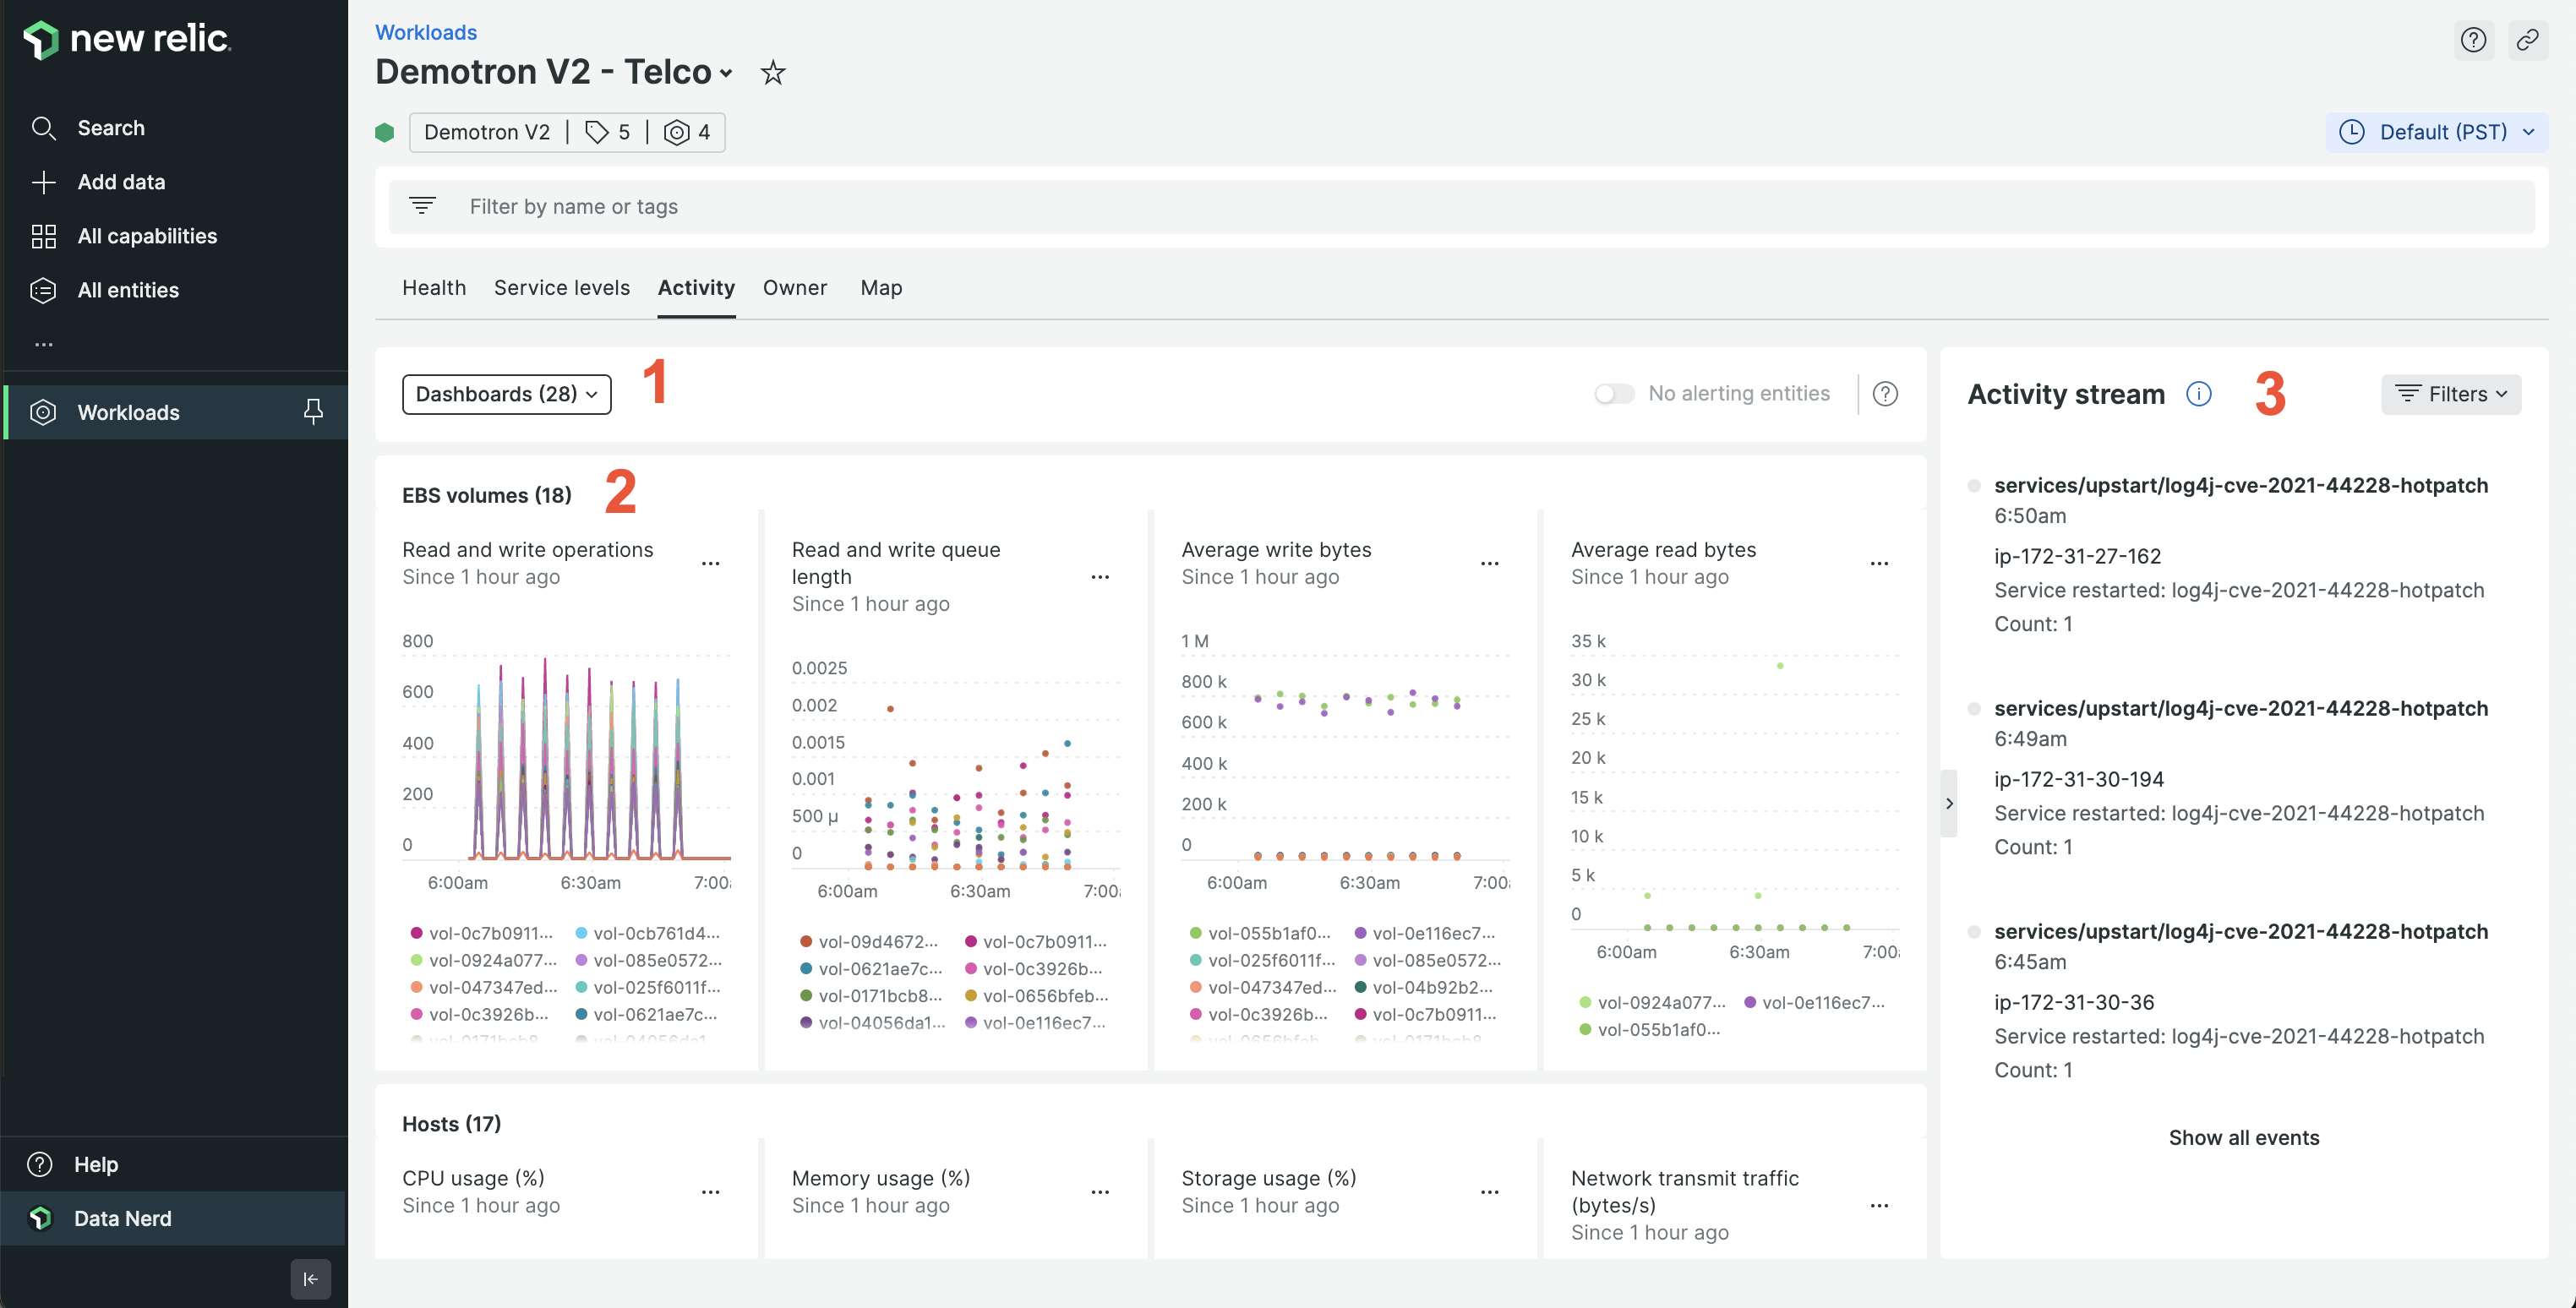 new relic.
Search
Add data
All capabilities
All entities
...
Workloads
Help
Data Nerd
Workloads
Demotron V2 - Telco
Demotron V2 | 5 | 4
Default (PST)
Filter by name or tags
Health Service levels Activity Owner Map
Dashboards (28)
1
No alerting entities
EBS volumes (18)
2
Read and write operations
Since 1 hour ago
800
600
400
200
0
6:00am 6:30am 7:00
vol-0c7b0911... vol-0cb761d4...
vol-0924a077... vol-085e0572...
vol-047347ed... vol-025f6011f...
vol-0c3926b... vol-0621ae7c...
vol-0171bcb8 vol-04056da1
Read and write queue
length
Since 1 hour ago
0.0025
0.002
0.0015
0.001
500 µ
0
6:00am 6:30am 7:00
vol-09d4672... vol-0c7b0911...
vol-0621ae7c... vol-0c3926b...
vol-0171bcb8... vol-0656bfeb...
vol-04056da1... vol-0e116ec7...
Average write bytes
Since 1 hour ago
1 M
800 k
600 k
400 k
200 k
0
6:00am 6:30am 7:00
vol-055b1af0... vol-0e116ec7...
vol-025f6011f... vol-085e0572...
vol-047347ed... vol-04b92b2...
vol-0c3926b... vol-0c7b0911...
vol-0656bfeb vol-0171bcb8
Average read bytes
Since 1 hour ago
35 k
30 k
25 k
20 k
15 k
10 k
5 k
0
6:00am 6:30am 7:00
vol-0924a077... vol-0e116ec7...
vol-055b1af0...
Hosts (17)
CPU usage (%)
Since 1 hour ago
Memory usage (%)
Since 1 hour ago
Storage usage (%)
Since 1 hour ago
Network transmit traffic
(bytes/s)
Since 1 hour ago
Activity stream
3
Filters
services/upstart/log4j-cve-2021-44228-hotpatch
6:50am
ip-172-31-27-162
Service restarted: log4j-cve-2021-44228-hotpatch
Count: 1
services/upstart/log4j-cve-2021-44228-hotpatch
6:49am
ip-172-31-30-194
Service restarted: log4j-cve-2021-44228-hotpatch
Count: 1
services/upstart/log4j-cve-2021-44228-hotpatch
6:45am
ip-172-31-30-36
Service restarted: log4j-cve-2021-44228-hotpatch
Count: 1
Show all events